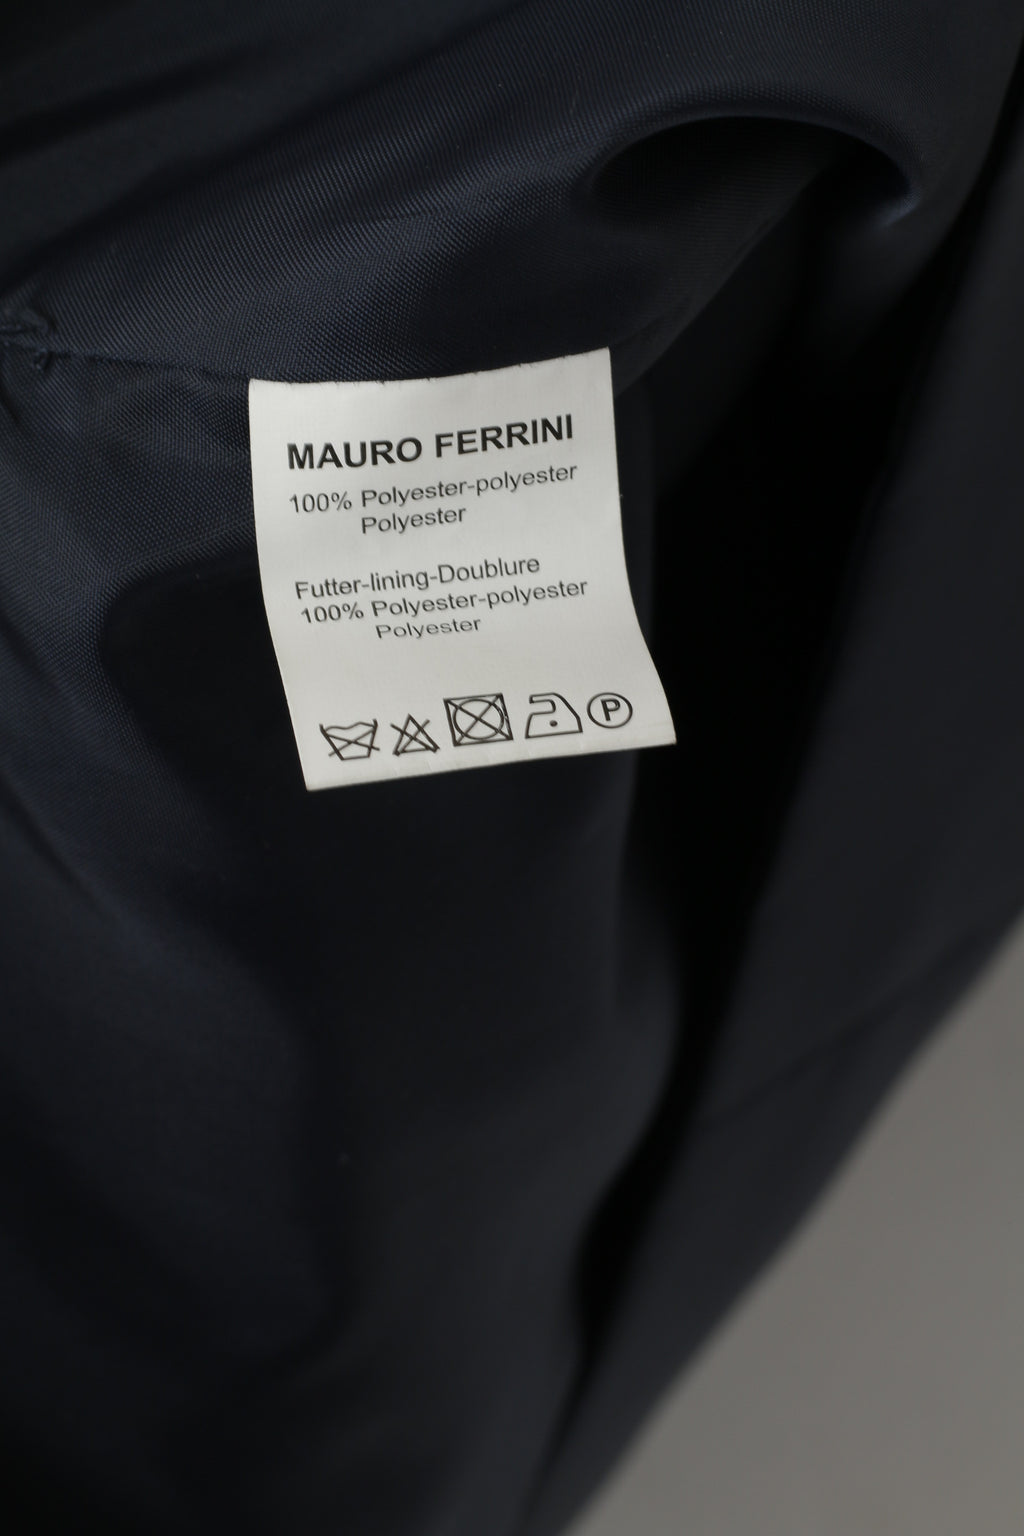 MAURO FERRINI
100% Polyester-polyester
Polyester
Futter-lining-Doublure
100% Polyester-polyester
Polyester
P